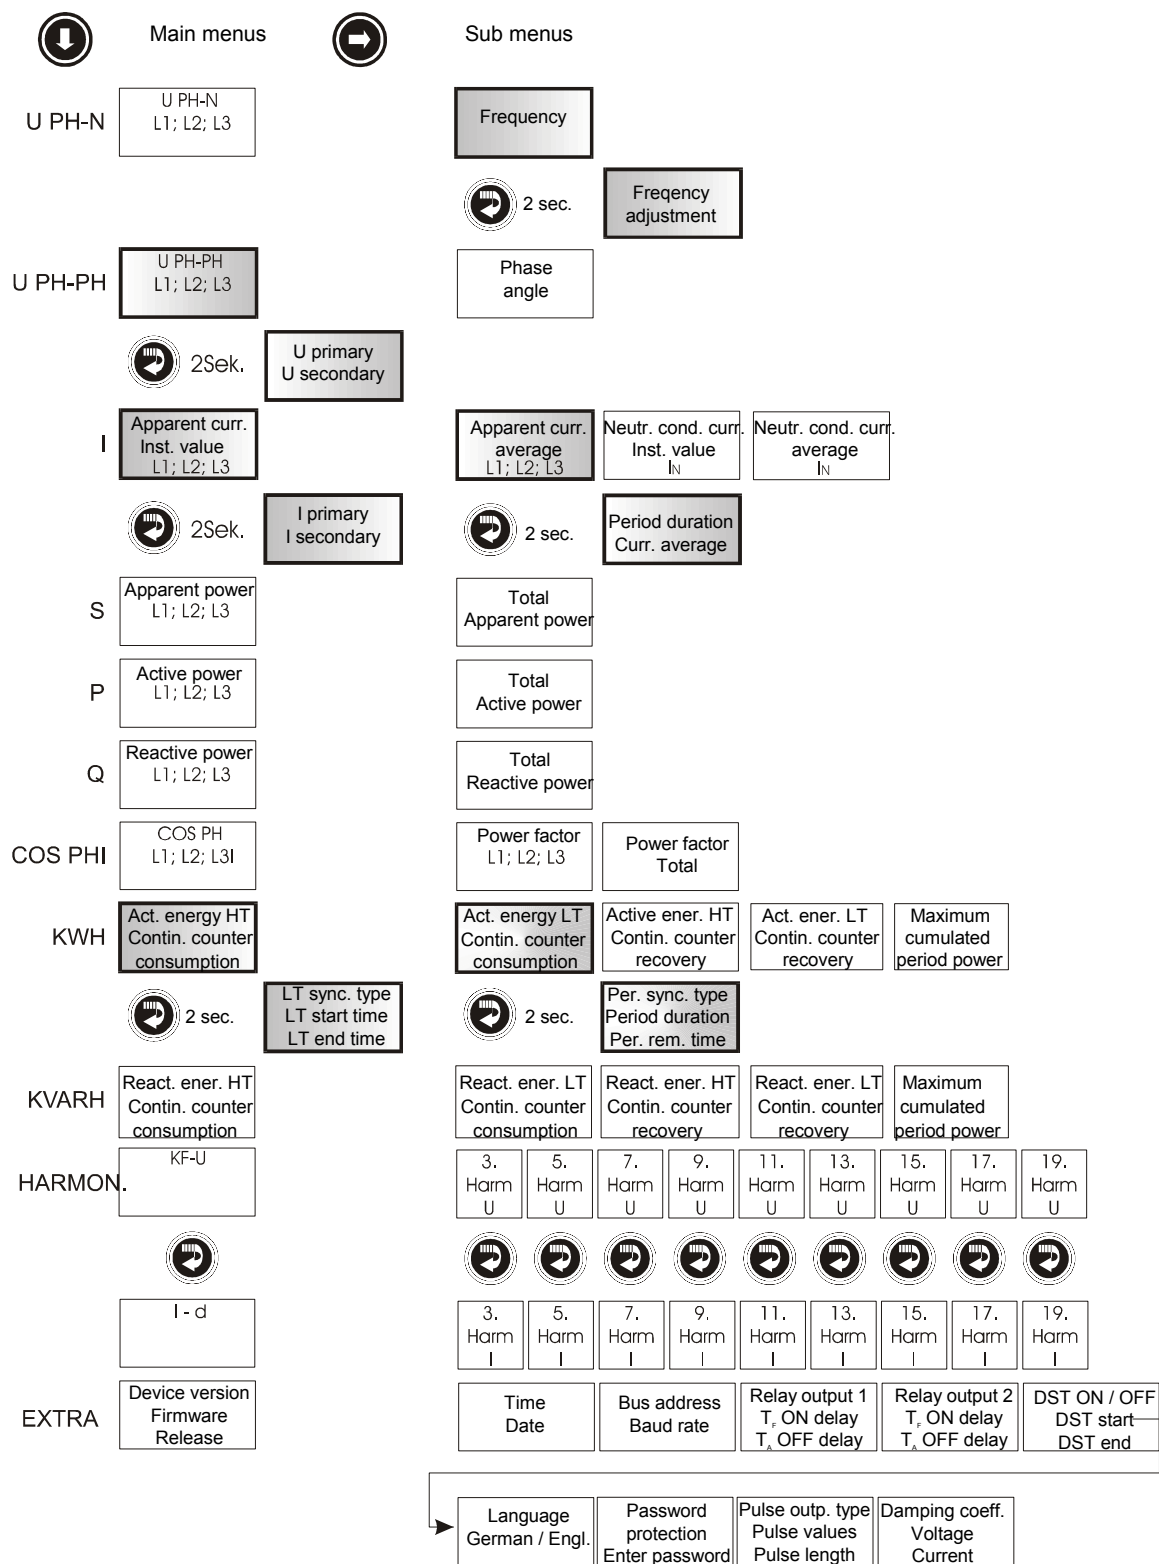 Main menus Sub menus
U PH-N
U PH-N
L1; L2; L3
Frequency
2 sec.
Freqency
adjustment
U PH-PH
U PH-PH
L1; L2; L3
Phase
angle
2Sek.
U primary
U secondary
I
Apparent curr.
Inst. value
L1; L2; L3
Apparent curr.
average
L1; L2; L3
Neutr. cond. curr.
Inst. value
IN
Neutr. cond. curr.
average
IN
2Sek.
I primary
I secondary
2 sec.
Period duration
Curr. average
S
Apparent power
L1; L2; L3
Total
Apparent power
P
Active power
L1; L2; L3
Total
Active power
Q
Reactive power
L1; L2; L3
Total
Reactive power
COS PHI
COS PH
L1; L2; L3I
Power factor
L1; L2; L3
Power factor
Total
KWH
Act. energy HT
Contin. counter
consumption
Act. energy LT
Contin. counter
consumption
Active ener. HT
Contin. counter
recovery
Act. ener. LT
Contin. counter
recovery
Maximum
cumulated
period power
2 sec.
LT sync. type
LT start time
LT end time
2 sec.
Per. sync. type
Period duration
Per. rem. time
KVARH
React. ener. HT
Contin. counter
consumption
React. ener. LT
Contin. counter
consumption
React. ener. HT
Contin. counter
recovery
React. ener. LT
Contin. counter
recovery
Maximum
cumulated
period power
HARMON.
KF-U
3.
Harm
U
5.
Harm
U
7.
Harm
U
9.
Harm
U
11.
Harm
U
13.
Harm
U
15.
Harm
U
17.
Harm
U
19.
Harm
U
I - d
3.
Harm
I
5.
Harm
I
7.
Harm
I
9.
Harm
I
11.
Harm
I
13.
Harm
I
15.
Harm
I
17.
Harm
I
19.
Harm
I
EXTRA
Device version
Firmware
Release
Time
Date
Bus address
Baud rate
Relay output 1
TF ON delay
TA OFF delay
Relay output 2
TF ON delay
TA OFF delay
DST ON / OFF
DST start
DST end
Language
German / Engl.
Password
protection
Enter password
Pulse outp. type
Pulse values
Pulse length
Damping coeff.
Voltage
Current